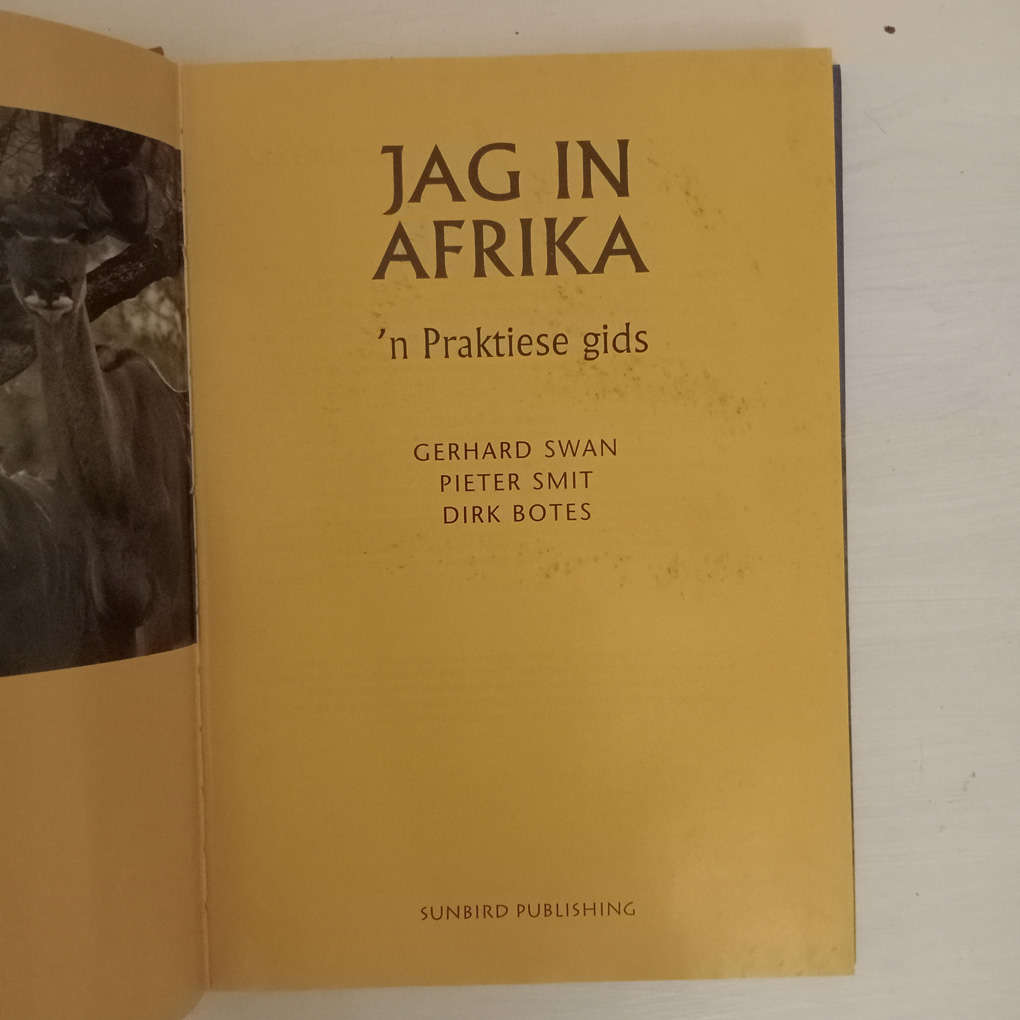 JAG IN
AFRIKA
’n Praktiese gids
GERHARD SWAN
PIETER SMIT
DIRK BOTES
SUNBIRD PUBLISHING